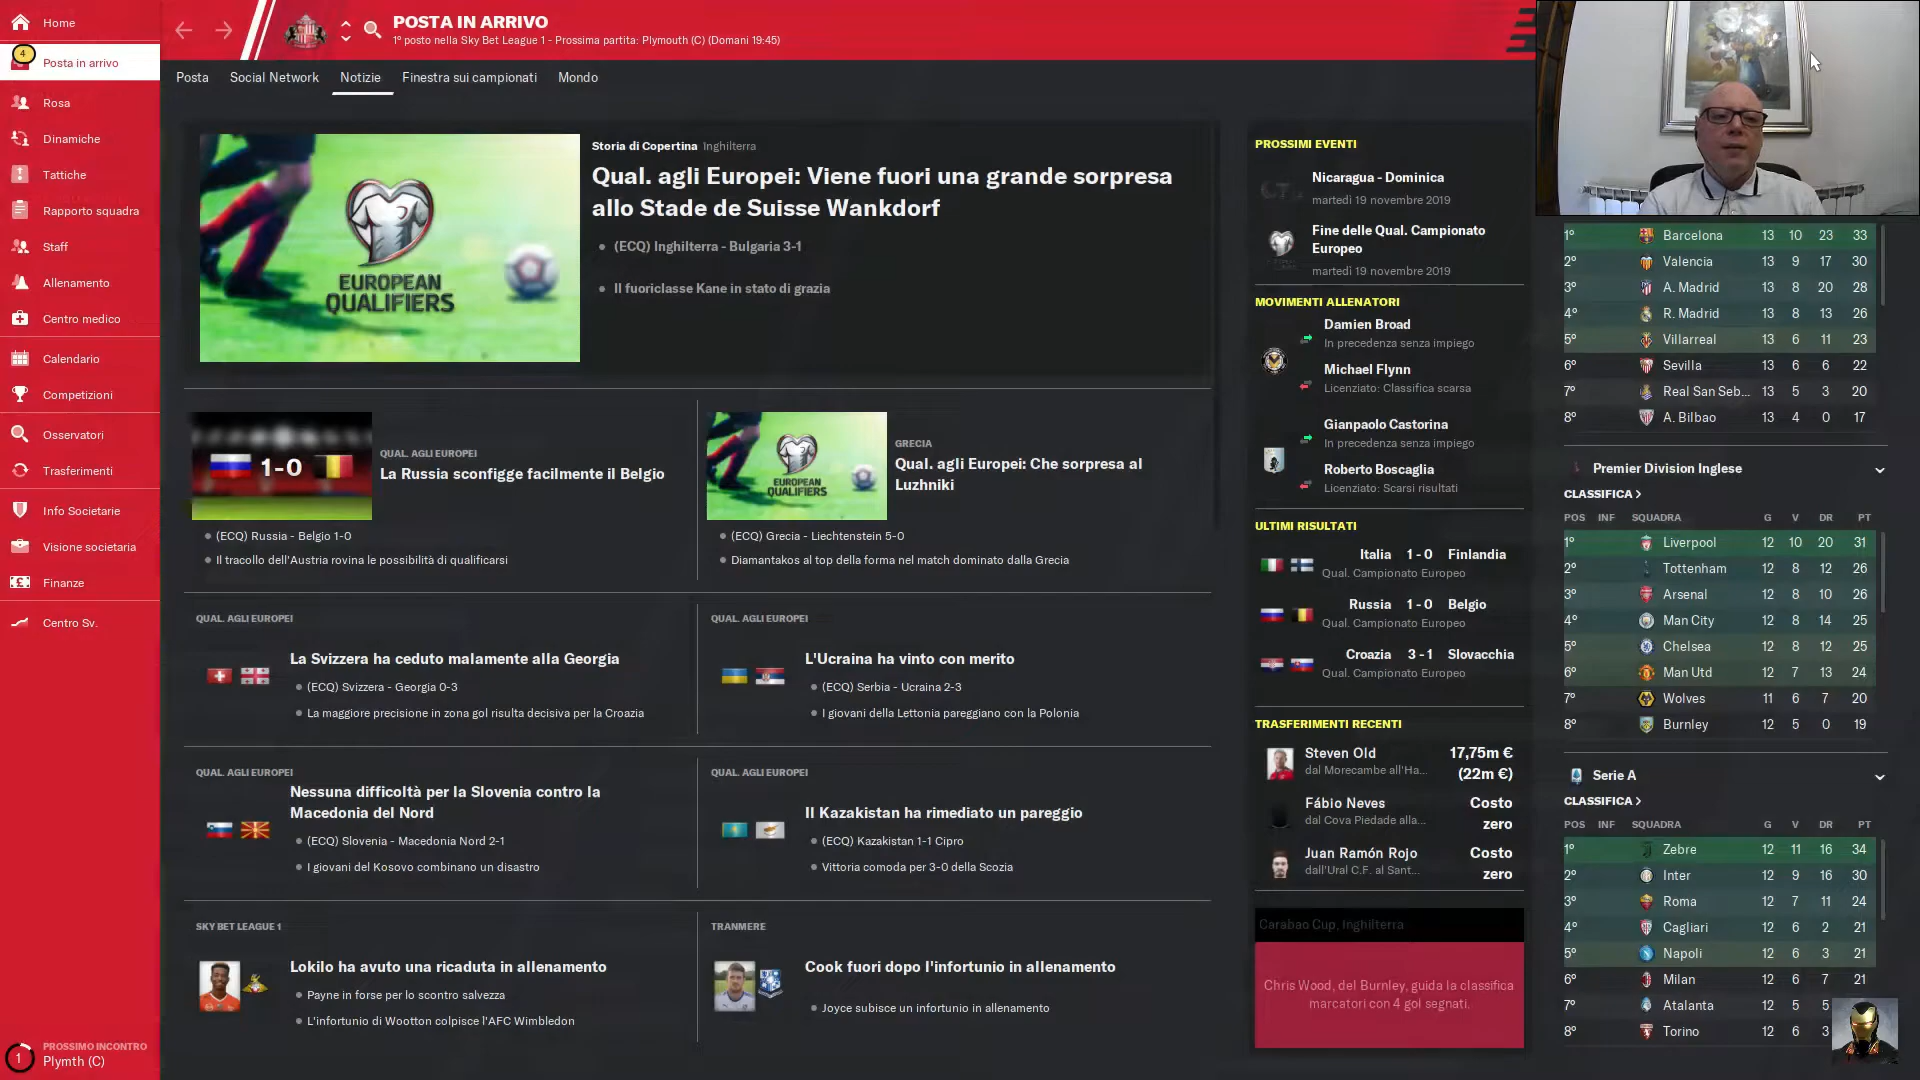 Home
4
Posta in arrivo
Rosa
Dinamiche
Tattiche
Rapporto squadra
Staff
Allenamento
Centro medico
Calendario
Competizioni
Osservatori
Trasferimenti
Info Societarie
Visione societaria
Finanze
Centro Sv.
PROSSIMO INCONTRO
1 Plymth (C)
POSTA IN ARRIVO
1º posto nella Sky Bet League 1 - Prossima partita: Plymouth (C) (Domani 19:45)
Posta Social Network Notizie Finestra sui campionati Mondo
EUROPEAN
QUALIFIERS
Storia di Copertina Inghilterra
Qual. agli Europei: Viene fuori una grande sorpresa
allo Stade de Suisse Wankdorf
(ECQ) Inghilterra - Bulgaria 3-1
Il fuoriclasse Kane in stato di grazia
1-0
QUAL. AGLI EUROPEI
La Russia sconfigge facilmente il Belgio
(ECQ) Russia - Belgio 1-0
Il tracollo dell'Austria rovina le possibilità di qualificarsi
EUROPEAN
QUALIFIERS
GRECIA
Qual. agli Europei: Che sorpresa al
Luzhniki
(ECQ) Grecia - Liechtenstein 5-0
Diamantakos al top della forma nel match dominato dalla Grecia
QUAL. AGLI EUROPEI
La Svizzera ha ceduto malamente alla Georgia
(ECQ) Svizzera - Georgia 0-3
La maggiore precisione in zona gol risulta decisiva per la Croazia
QUAL. AGLI EUROPEI
L'Ucraina ha vinto con merito
(ECQ) Serbia - Ucraina 2-3
I giovani della Lettonia pareggiano con la Polonia
QUAL. AGLI EUROPEI
Nessuna difficoltà per la Slovenia contro la
Macedonia del Nord
(ECQ) Slovenia - Macedonia Nord 2-1
I giovani del Kosovo combinano un disastro
QUAL. AGLI EUROPEI
Il Kazakistan ha rimediato un pareggio
(ECQ) Kazakistan 1-1 Cipro
Vittoria comoda per 3-0 della Scozia
SKY BET LEAGUE 1
Lokilo ha avuto una ricaduta in allenamento
Payne in forse per lo scontro salvezza
L'infortunio di Wootton colpisce l'AFC Wimbledon
TRANMERE
Cook fuori dopo l'infortunio in allenamento
Joyce subisce un infortunio in allenamento
PROSSIMI EVENTI
Nicaragua - Dominica
martedì 19 novembre 2019
Fine delle Qual. Campionato
Europeo
martedì 19 novembre 2019
MOVIMENTI ALLENATORI
Damien Broad
In precedenza senza impiego
Michael Flynn
Licenziato: Classifica scarsa
Gianpaolo Castorina
In precedenza senza impiego
Roberto Boscaglia
Licenziato: Scarsi risultati
ULTIMI RISULTATI
Italia 1 - 0 Finlandia
Qual. Campionato Europeo
Russia 1 - 0 Belgio
Qual. Campionato Europeo
Croazia 3 - 1 Slovacchia
Qual. Campionato Europeo
TRASFERIMENTI RECENTI
Steven Old 17,75m €
dal Morecambe all'Ha... (22m €)
Fábio Neves Costo
dal Cova Piedade alla... zero
Juan Ramón Rojo Costo
dall'Ural C.F. al Sant... zero
Carabao Cup, Inghilterra
Chris Wood, del Burnley, guida la classifica
marcatori con 4 gol segnati.
1º Barcelona 13 10 23 33
2º Valencia 13 9 17 30
3º A. Madrid 13 8 20 28
4º R. Madrid 13 8 13 26
5º Villarreal 13 6 11 23
6º Sevilla 13 6 6 22
7º Real San Seb... 13 5 3 20
8º A. Bilbao 13 4 0 17
Premier Division Inglese
CLASSIFICA >
POS INF SQUADRA G V DR PT
1º Liverpool 12 10 20 31
2º Tottenham 12 8 12 26
3º Arsenal 12 8 10 26
4º Man City 12 8 14 25
5º Chelsea 12 8 12 25
6º Man Utd 12 7 13 24
7º Wolves 11 6 7 20
8º Burnley 12 5 0 19
Serie A
CLASSIFICA >
POS INF SQUADRA G V DR PT
1º Zebre 12 11 16 34
2º Inter 12 9 16 30
3º Roma 12 7 11 24
4º Cagliari 12 6 2 21
5º Napoli 12 6 3 21
6º Milan 12 6 7 21
7º Atalanta 12 5 5
8º Torino 12 6 3